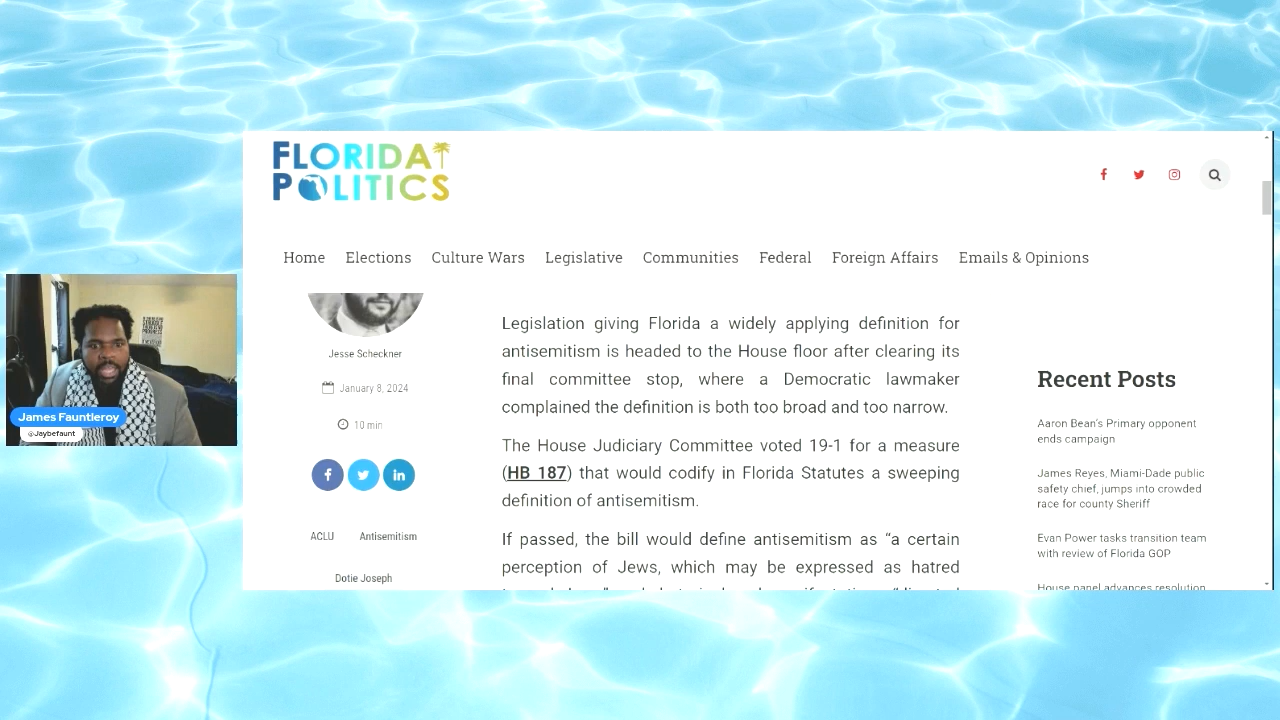 FLORIDA
POLITICS
Home Elections Culture Wars Legislative Communities Federal Foreign Affairs Emails & Opinions
Jesse Scheckner
January 8, 2024
10 min
ACLU Antisemitism
Dotie Joseph
Legislation giving Florida a widely applying definition for
antisemitism is headed to the House floor after clearing its
final committee stop, where a Democratic lawmaker
complained the definition is both too broad and too narrow.
The House Judiciary Committee voted 19-1 for a measure
(HB 187) that would codify in Florida Statutes a sweeping
definition of antisemitism.
If passed, the bill would define antisemitism as “a certain
perception of Jews, which may be expressed as hatred
Recent Posts
Aaron Bean's Primary opponent
ends campaign
James Reyes, Miami-Dade public
safety chief, jumps into crowded
race for county Sheriff
Evan Power tasks transition team
with review of Florida GOP
House panel advances resolution
James Fauntleroy
@Jaybefaunt